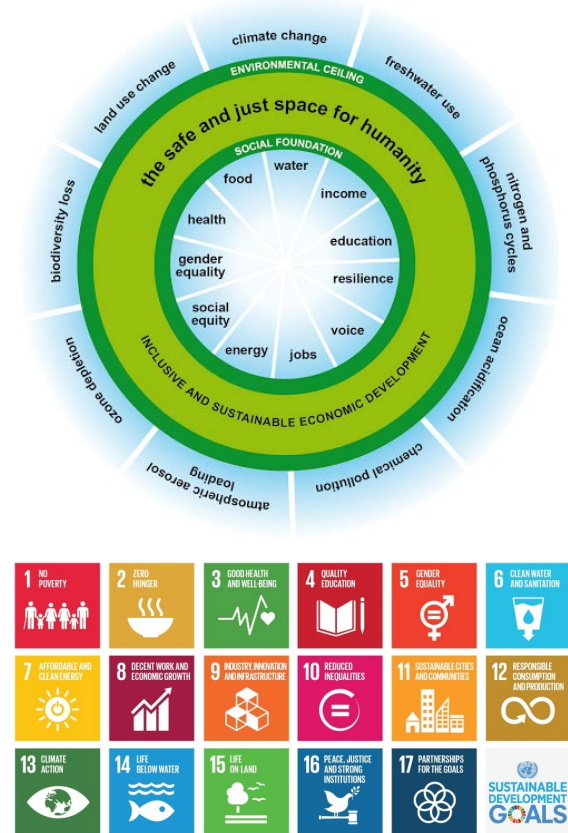 climate change
ENVIRONMENTAL CEILING
land use change
freshwater use
the safe and just space for humanity
SOCIAL FOUNDATION
water
food
income
biodiversity loss
nitrogen and
phosphorus cycles
health
education
gender
equality
resilience
social
equity
voice
energy
jobs
INCLUSIVE AND SUSTAINABLE ECONOMIC DEVELOPMENT
ozone depletion
ocean acidification
atmospheric aerosol
loading
chemical pollution
1 NO
POVERTY
2 ZERO
HUNGER
3 GOOD HEALTH
AND WELL-BEING
4 QUALITY
EDUCATION
5 GENDER
EQUALITY
6 CLEAN WATER
AND SANITATION
7 AFFORDABLE AND
CLEAN ENERGY
8 DECENT WORK AND
ECONOMIC GROWTH
9 INDUSTRY, INNOVATION
AND INFRASTRUCTURE
10 REDUCED
INEQUALITIES
11 SUSTAINABLE CITIES
AND COMMUNITIES
12 RESPONSIBLE
CONSUMPTION
AND PRODUCTION
13 CLIMATE
ACTION
14 LIFE
BELOW WATER
15 LIFE
ON LAND
16 PEACE, JUSTICE
AND STRONG
INSTITUTIONS
17 PARTNERSHIPS
FOR THE GOALS
SUSTAINABLE
DEVELOPMENT
GOALS